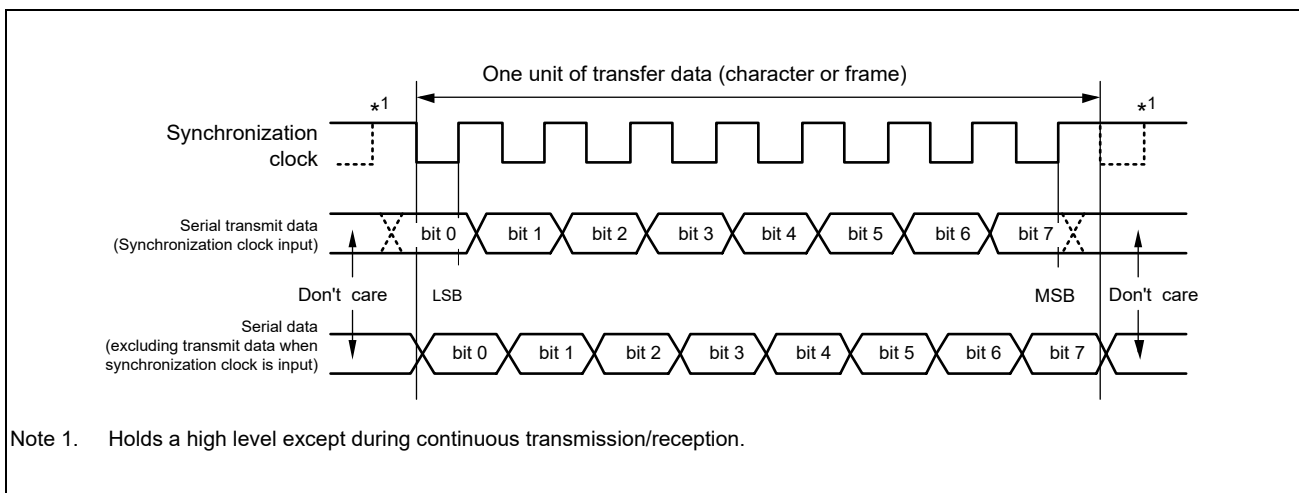 One unit of transfer data (character or frame)
*1
*1
Synchronization
clock
Serial transmit data
(Synchronization clock input)
bit 0
bit 1
bit 2
bit 3
bit 4
bit 5
bit 6
bit 7
Don't care
LSB
MSB
Don't care
Serial data
(excluding transmit data when
synchronization clock is input)
bit 0
bit 1
bit 2
bit 3
bit 4
bit 5
bit 6
bit 7
Note 1. Holds a high level except during continuous transmission/reception.